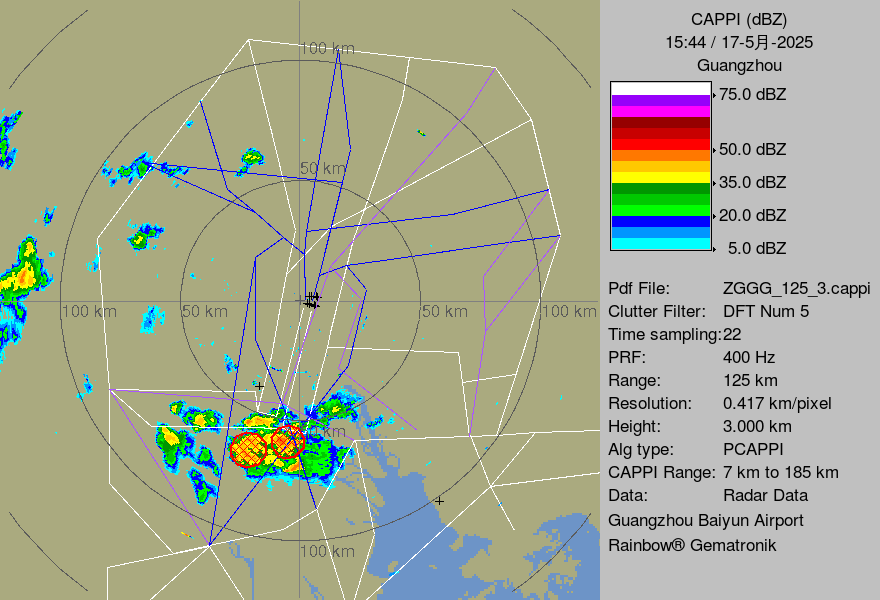 100 km
50 km
100 km
50 km
50 km
100 km
km
100 km
CAPPI (dBZ)
15:44 / 17-5月-2025
Guangzhou
75.0 dBZ
50.0 dBZ
35.0 dBZ
20.0 dBZ
5.0 dBZ
Pdf File: ZGGG_125_3.cappi
Clutter Filter: DFT Num 5
Time sampling:22
PRF: 400 Hz
Range: 125 km
Resolution: 0.417 km/pixel
Height: 3.000 km
Alg type: PCAPPI
CAPPI Range: 7 km to 185 km
Data: Radar Data
Guangzhou Baiyun Airport
Rainbow® Gematronik